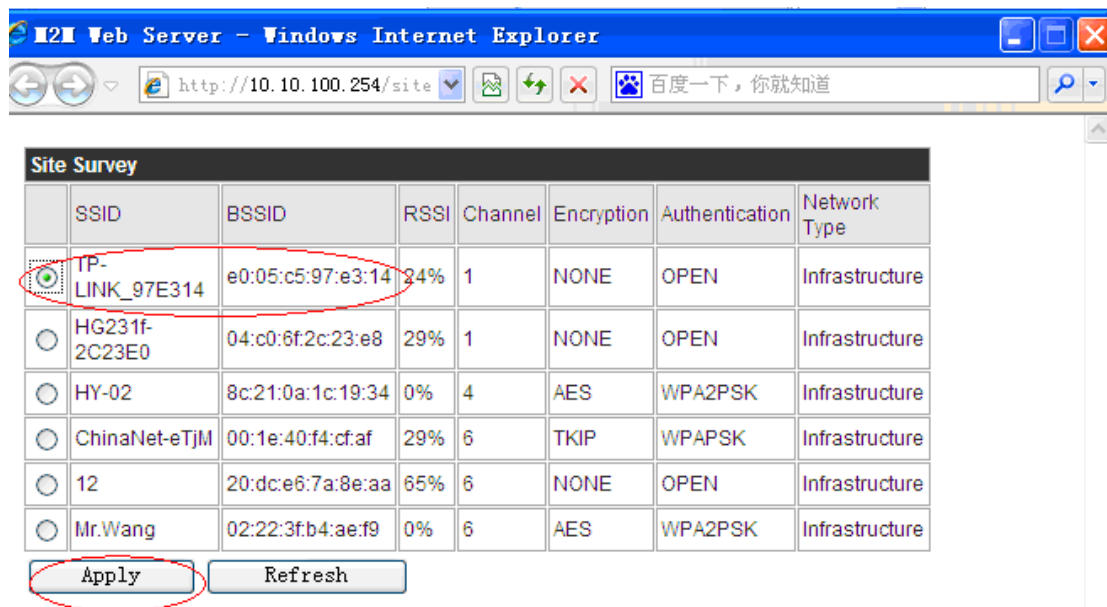 M2M Web Server - Windows Internet Explorer
http://10.10.100.254/site 百度一下，你就知道
Site Survey
SSID BSSID RSSI Channel Encryption Authentication Network Type
TP-LINK_97E314 e0:05:c5:97:e3:14 24% 1 NONE OPEN Infrastructure
HG231f-2C23E0 04:c0:6f:2c:23:e8 29% 1 NONE OPEN Infrastructure
HY-02 8c:21:0a:1c:19:34 0% 4 AES WPA2PSK Infrastructure
ChinaNet-eTjM 00:1e:40:f4:cf:af 29% 6 TKIP WPAPSK Infrastructure
12 20:dc:e6:7a:8e:aa 65% 6 NONE OPEN Infrastructure
Mr.Wang 02:22:3f:b4:ae:f9 0% 6 AES WPA2PSK Infrastructure
Apply Refresh